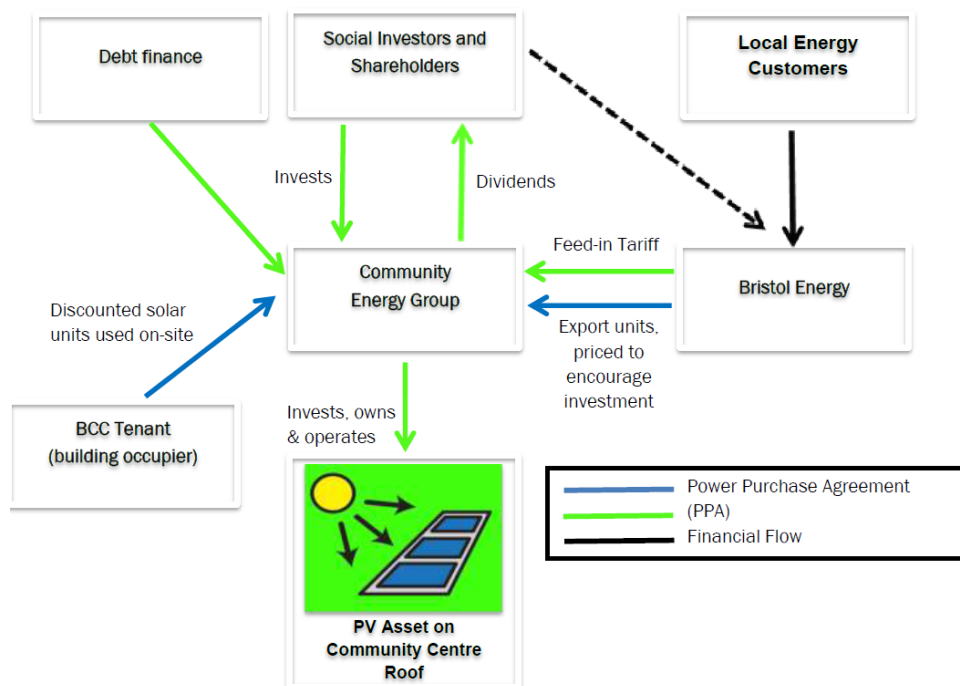 Debt finance
Social Investors and
Shareholders
Local Energy
Customers
Invests
Dividends
Feed-in Tariff
Community
Energy Group
Bristol Energy
Discounted solar
units used on-site
Export units,
priced to
encourage
investment
Invests, owns
& operates
BCC Tenant
(building occupier)
Power Purchase Agreement
(PPA)
Financial Flow
PV Asset on
Community Centre
Roof